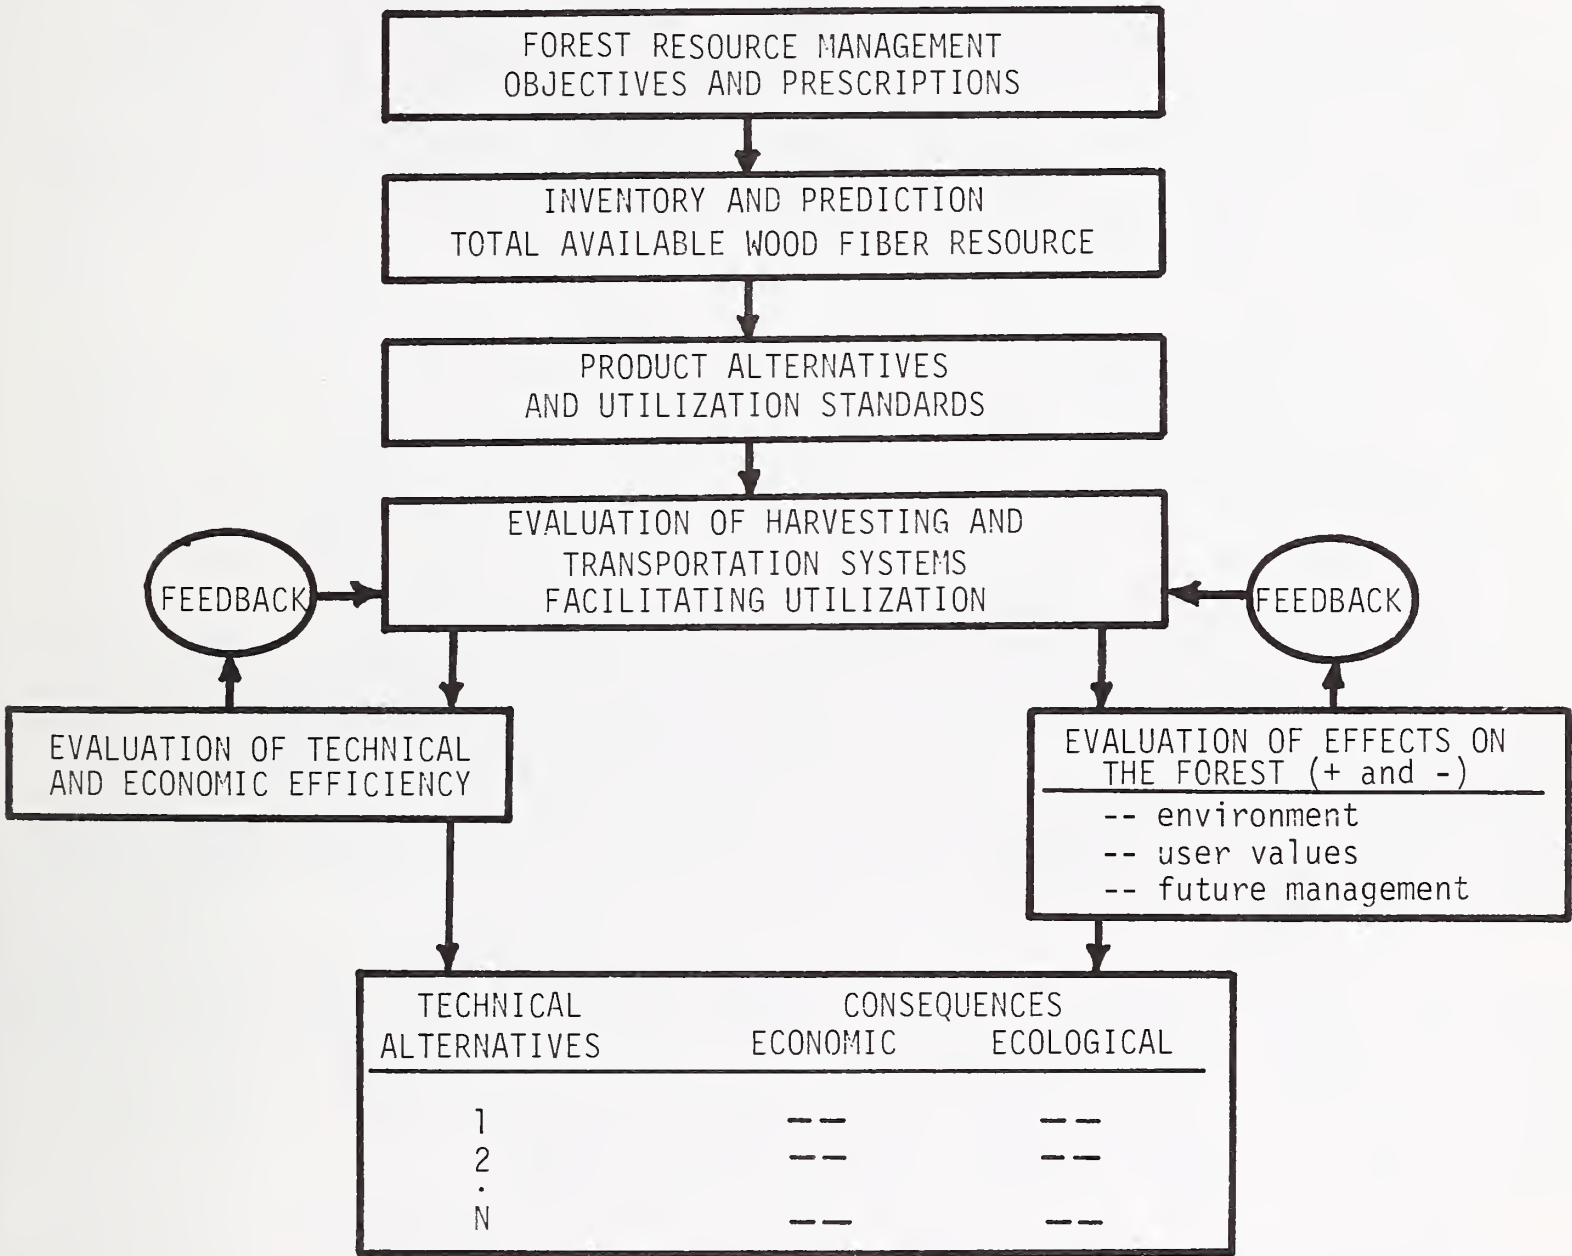 FOREST RESOURCE MANAGEMENT
OBJECTIVES AND PRESCRIPTIONS
INVENTORY AND PREDICTION
TOTAL AVAILABLE WOOD FIBER RESOURCE
PRODUCT ALTERNATIVES
AND UTILIZATION STANDARDS
EVALUATION OF HARVESTING AND
TRANSPORTATION SYSTEMS
FACILITATING UTILIZATION
FEEDBACK
FEEDBACK
EVALUATION OF TECHNICAL
AND ECONOMIC EFFICIENCY
EVALUATION OF EFFECTS ON
THE FOREST (+ and -)
-- environment
-- user values
-- future management
TECHNICAL CONSEQUENCES
ALTERNATIVES ECONOMIC ECOLOGICAL
1 -- --
2 -- --
.
N -- --